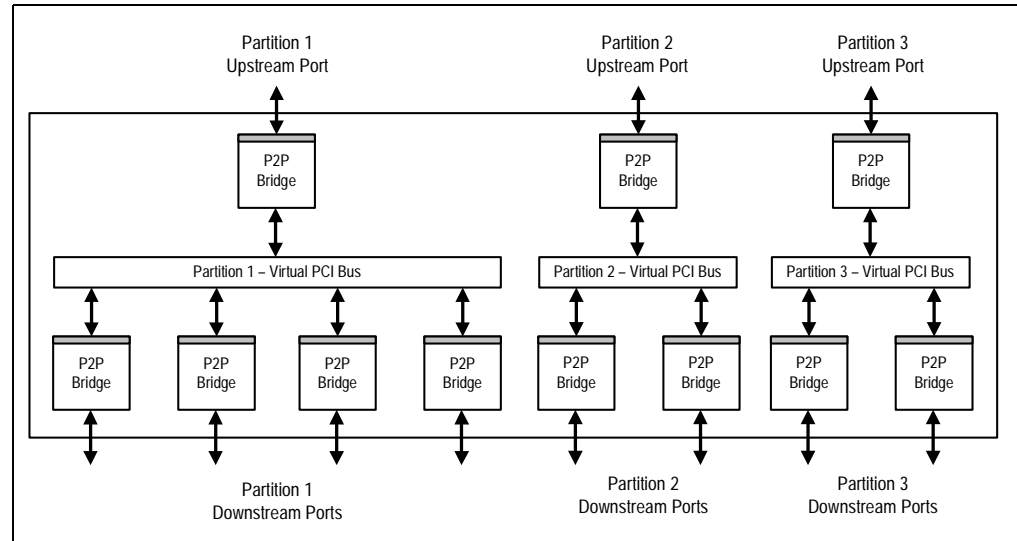 Partition 1
Upstream Port
Partition 2
Upstream Port
Partition 3
Upstream Port
P2P
Bridge
P2P
Bridge
P2P
Bridge
Partition 1 – Virtual PCI Bus
Partition 2 – Virtual PCI Bus
Partition 3 – Virtual PCI Bus
P2P
Bridge
P2P
Bridge
P2P
Bridge
P2P
Bridge
P2P
Bridge
P2P
Bridge
P2P
Bridge
P2P
Bridge
Partition 1
Downstream Ports
Partition 2
Downstream Ports
Partition 3
Downstream Ports